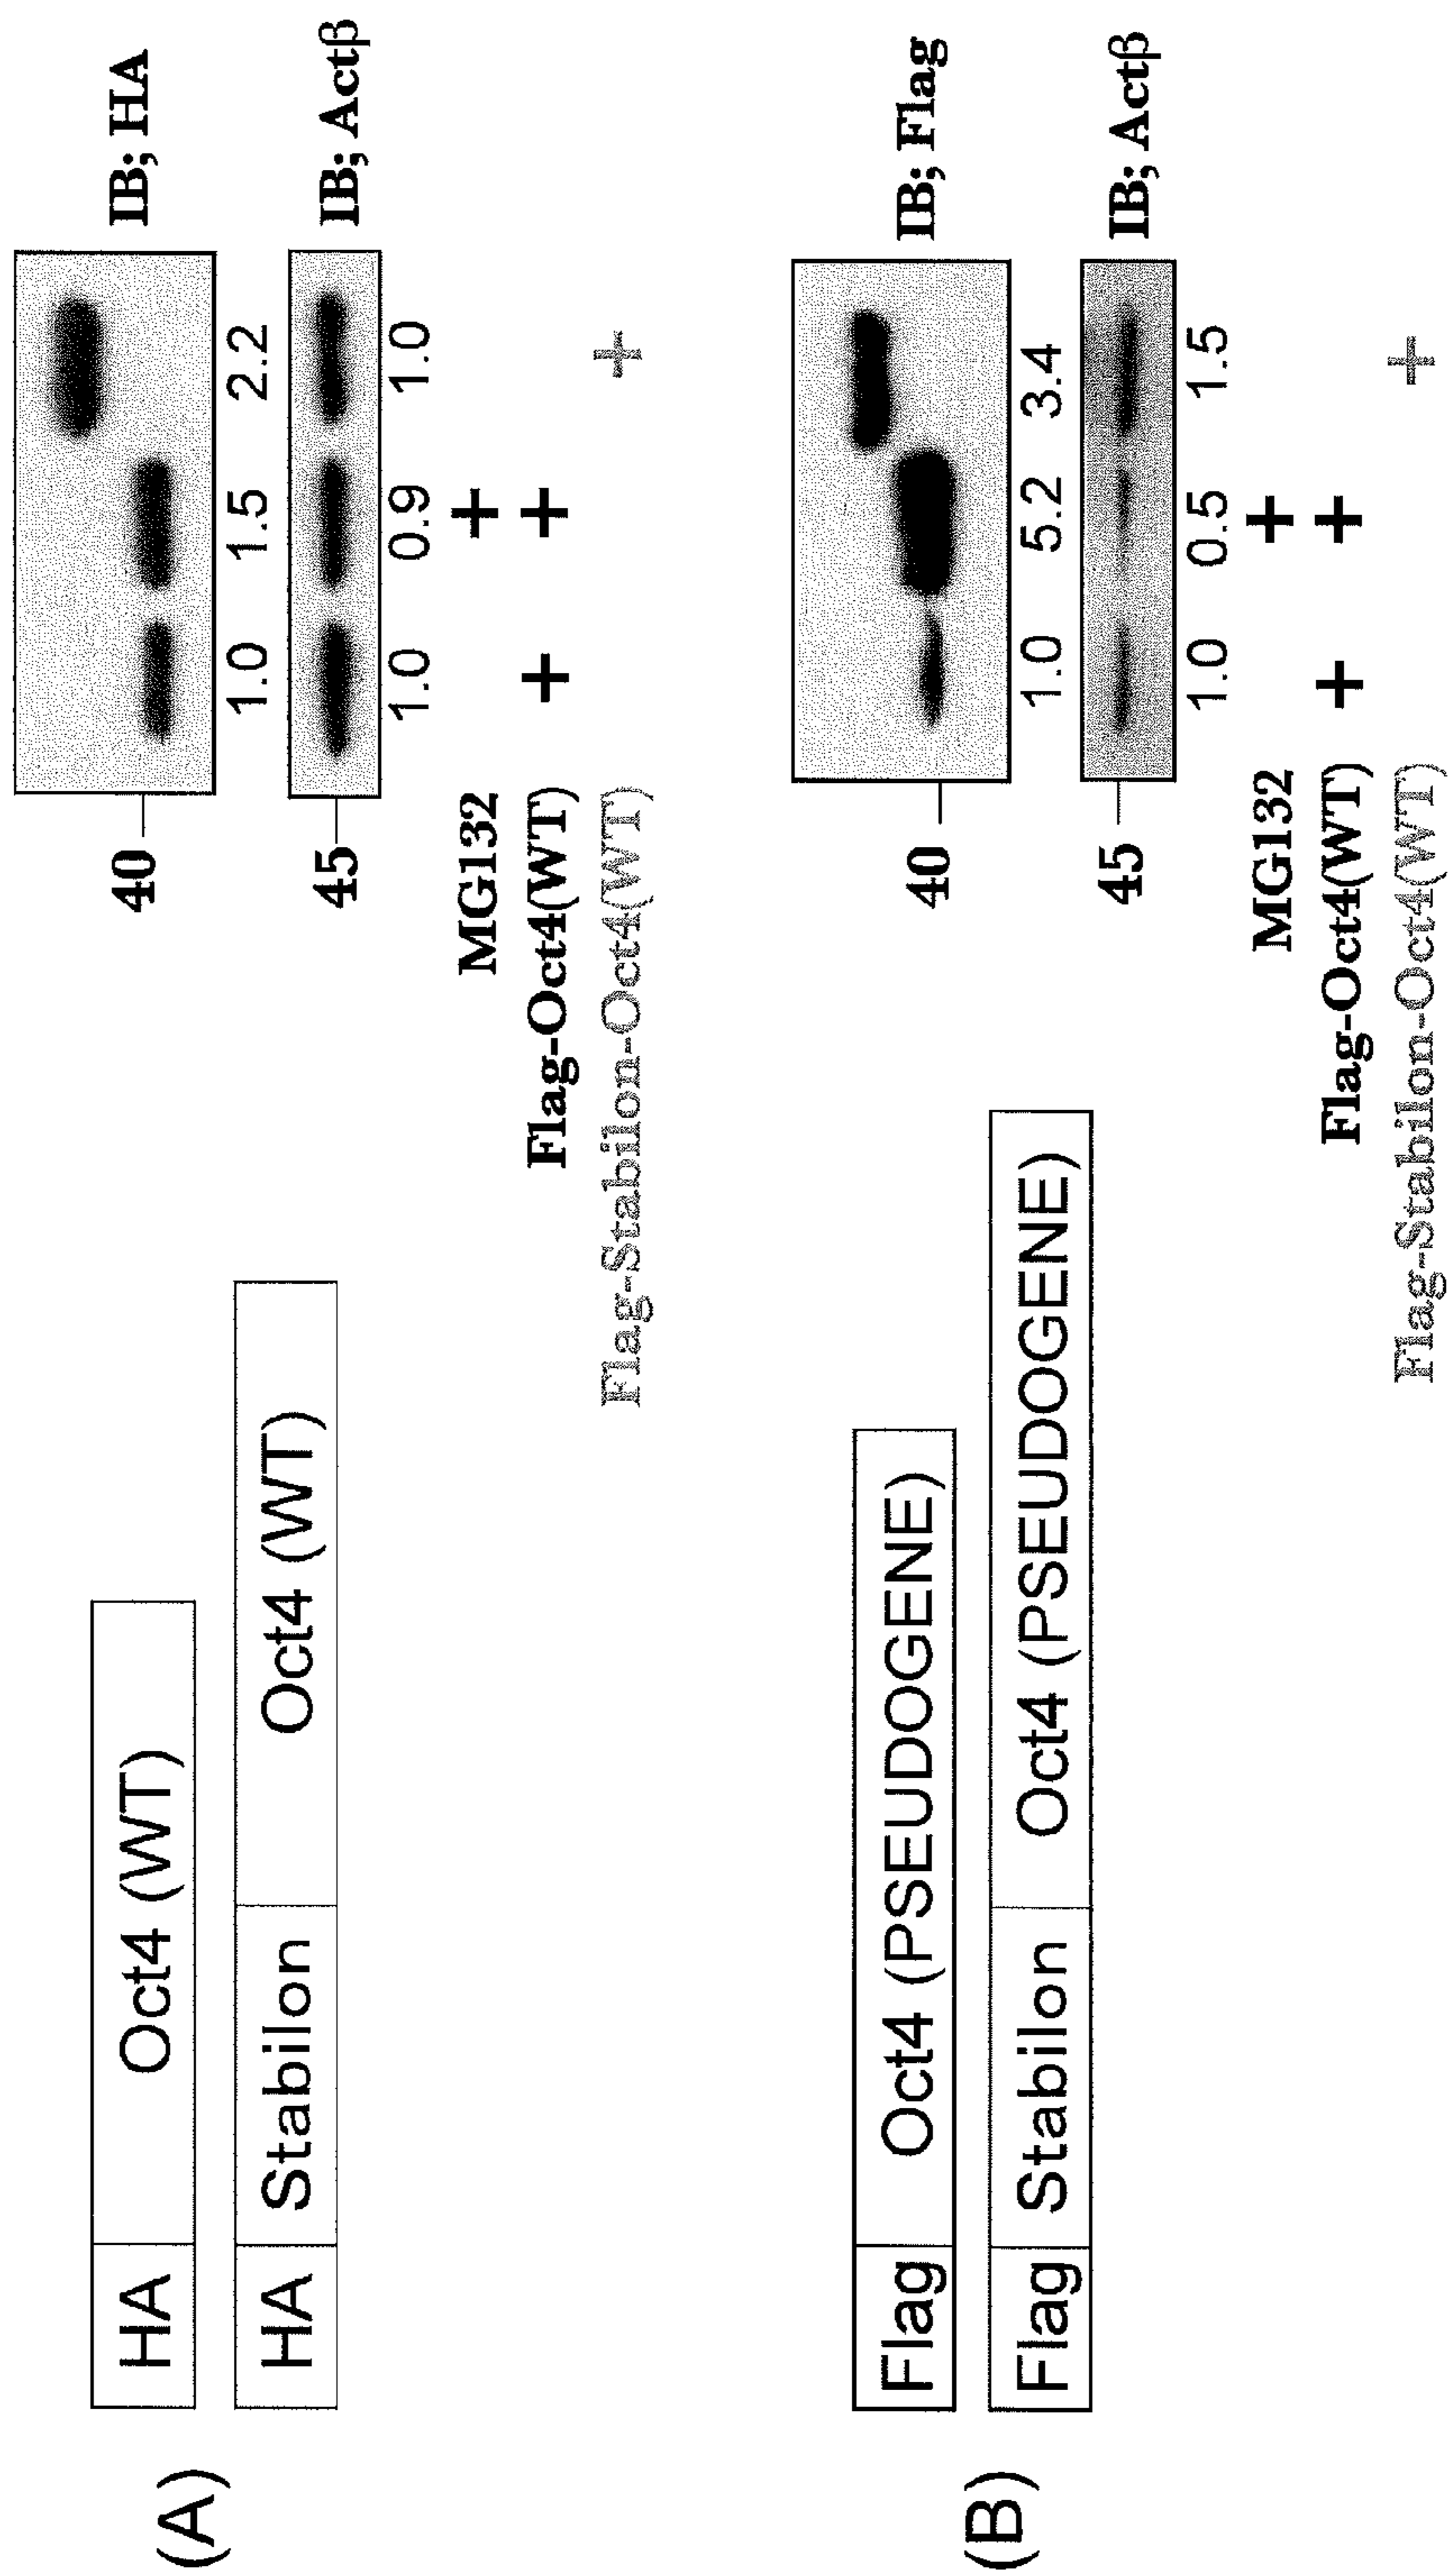 (A)
HA Oct4 (WT)
HA Stabilon Oct4 (WT)
40
IB; HA
1.0 1.5 2.2
45
IB; Actβ
1.0 0.9 1.0
MG132 +
Flag-Oct4(WT) + +
Flag-Stabilon-Oct4(WT) +
(B)
Flag Oct4 (PSEUDOGENE)
Flag Stabilon Oct4 (PSEUDOGENE)
40
IB; Flag
1.0 5.2 3.4
45
IB; Actβ
1.0 0.5 1.5
MG132 +
Flag-Oct4(WT) + +
Flag-Stabilon-Oct4(WT) +